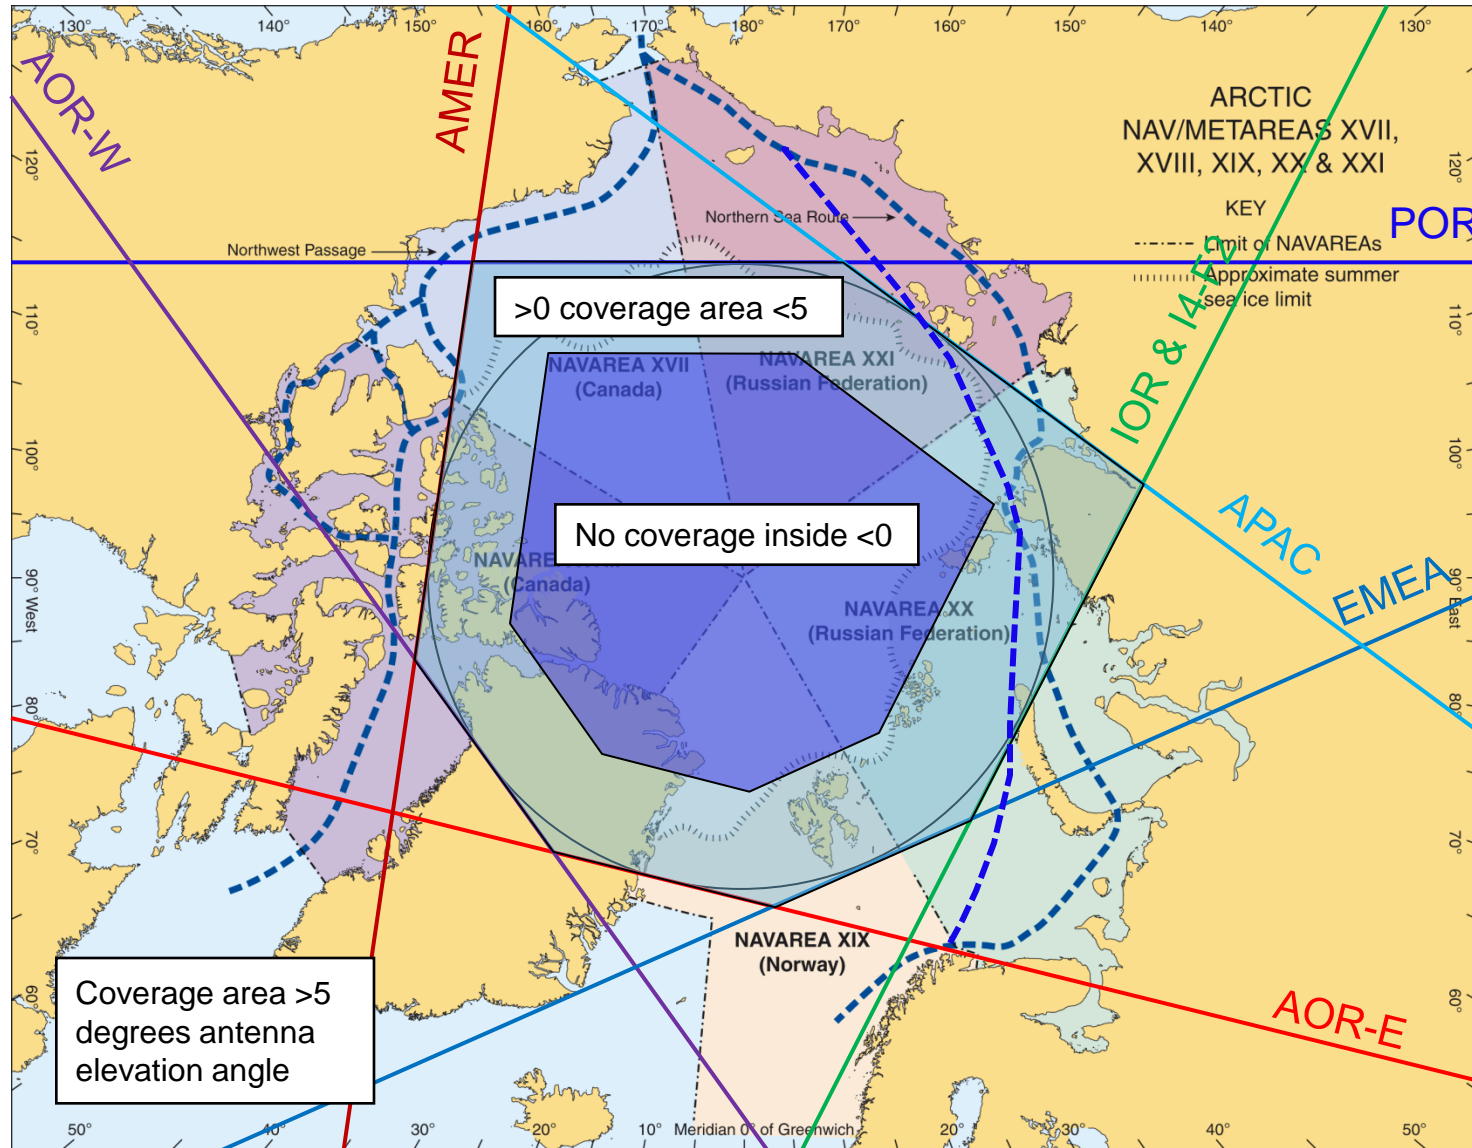 130°
140°
150°
160°
170°
180°
170°
160°
150°
145°
140°
130°
AOR-W
AMER
ARCTIC
NAV/METAREAS XVII,
XVIII, XIX, XX & XXI
KEY
Limit of NAVAREAs
Approximate summer
sea ice limit
POR
120°
120°
Northern Sea Route
Northwest Passage
IOR & I4-F2
>0 coverage area <5
110°
110°
NAVAREA XVII
(Canada)
NAVAREA XXI
(Russian Federation)
100°
100°
No coverage inside <0
NAVAREA
(Canada)
APAC
EMEA
90° West
90° East
NAVAREA XX
(Russian Federation)
80°
80°
70°
70°
NAVAREA XIX
(Norway)
Coverage area >5
degrees antenna
elevation angle
AOR-E
60°
60°
50°
40°
30°
20°
10°
Meridian 0° of Greenwich
10°
20°
30°
40°
50°